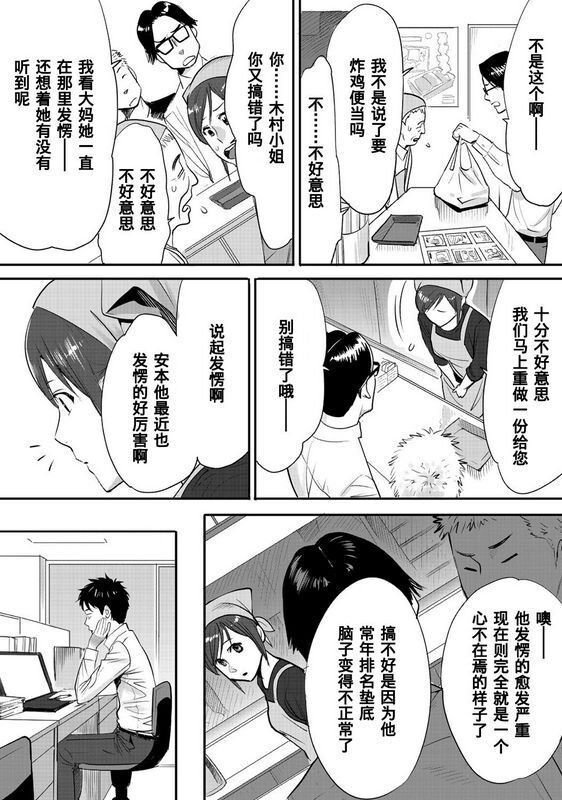 不是这个啊——
我不是说了要
炸鸡便当吗
不……不好意思
你……木村小姐
你又搞错了吗
不好意思
不好意思
我看大妈她一直
在那里发愣——
还想着她有没有
听到呢
十分不好意思
我们马上重做一份给您
别搞错了哦——
说起发愣啊
安本他最近也
发愣的好厉害啊
噢——
他发愣的愈发严重
现在则完全就是一个
心不在焉的样子了
搞不好是因为他
常年排名垫底
脑子变得不正常了